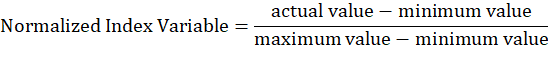 Normalized Index Variable = actual value − minimum value / maximum value − minimum value